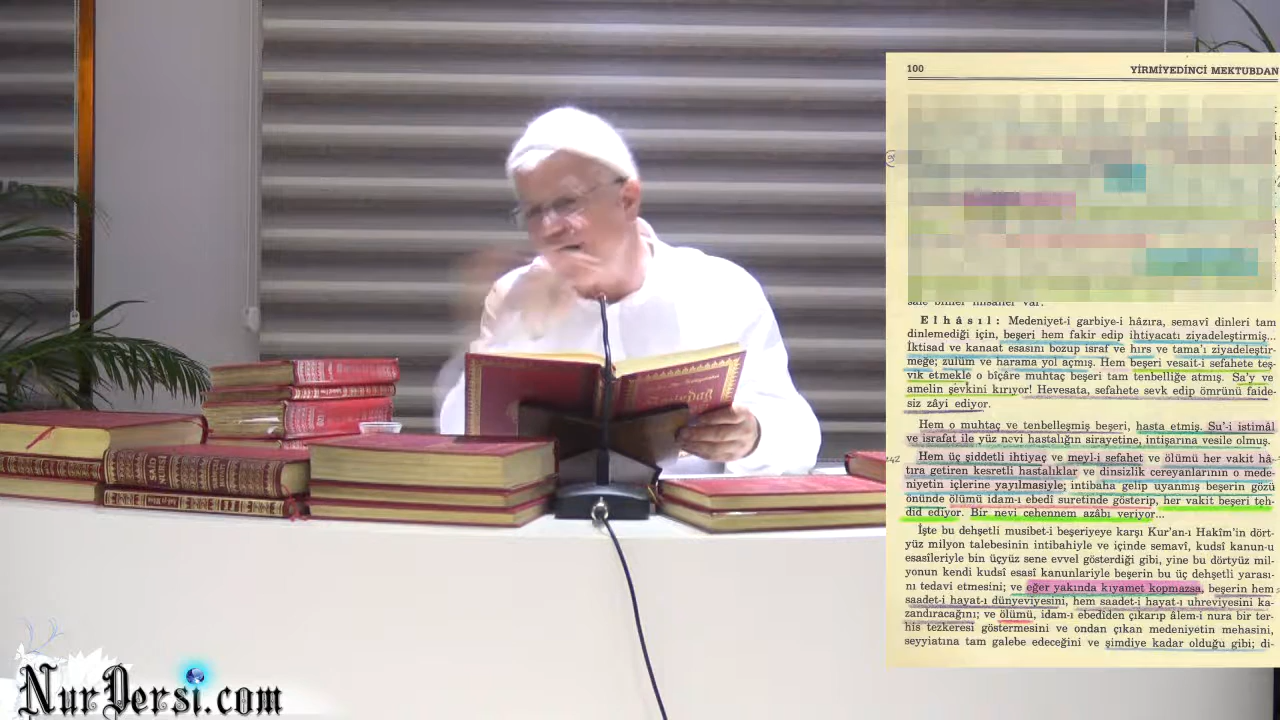 100
YİRMİYEDİNCİ MEKTUBDAN
E l h â s ı l : Medeniyet-i garbiye-i hâzıra, semavî dinleri tam
dinlemediği için, beşeri hem fakir edip ihtiyacatı ziyadeleştirmiş...
İktisad ve kanaat esasını bozup israf ve hırs ve tama'ı ziyadeleştir-
meğe; zulüm ve harama yol açmış. Hem beşeri vesait-i sefahete teş-
vik etmekle o bîçâre muhtaç beşeri tam tenbelliğe atmış. Sa'y ve
amelin şevkini kırıyor! Hevesata, sefahete sevk edip ömrünü faide-
siz zâyi ediyor.
Hem o muhtaç ve tenbelleşmiş beşeri, hasta etmiş. Su'-i istimâl
ve israfat ile yüz nevi hastalığın sirayetine, intişarına vesile olmuş.
Hem üç şiddetli ihtiyaç ve meyl-i sefahet ve ölümü her vakit hâ-
tıra getiren kesretli hastalıklar ve dinsizlik cereyanlarının o mede-
niyetin içlerine yayılmasiyle; intibaha gelip uyanmış beşerin gözü
önünde ölümü idam-ı ebedî suretinde gösterip, her vakit beşeri teh-
did ediyor. Bir nevi cehennem azâbı veriyor...
İşte bu dehşetli musibet-i beşeriyeye karşı Kur'an-ı Hakîm'in dört-
yüz milyon talebesinin intibahiyle ve içinde semavî, kudsî kanun-u
esasîleriyle bin üçyüz sene evvel gösterdiği gibi, yine bu dörtyüz mil-
yonun kendi kudsî esasî kanunlariyle beşerin bu üç dehşetli yarası-
nı tedavi etmesini; ve eğer yakında kıyamet kopmazsa, beşerin hem
saadet-i hayat-ı dünyeviyesini, hem saadet-i hayat-ı uhreviyesini ka-
zandıracağını; ve ölümü, idam-ı ebedîden çıkarıp âlem-i nura bir ter-
his tezkeresi göstermesini ve ondan çıkan medeniyetin mehasini,
seyyiatına tam galebe edeceğini ve şimdiye kadar olduğu gibi; di-
NurDersi.com